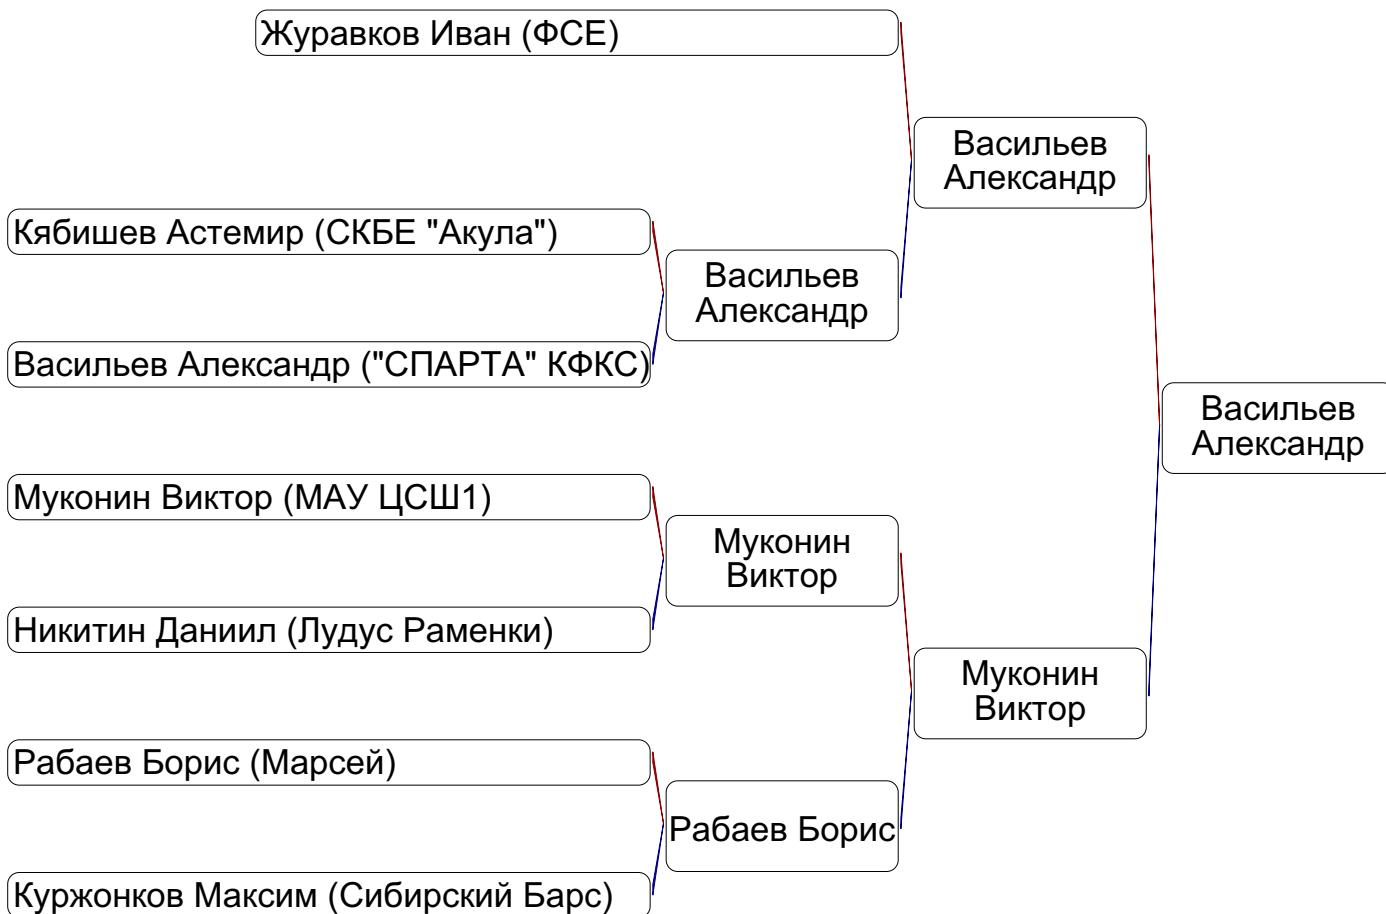 Журавков Иван (ФСЕ)
Васильев
Александр
Кябишев Астемир (СКБЕ "Акула")
Васильев
Александр
Васильев Александр ("СПАРТА" КФКС)
Васильев
Александр
Муконин Виктор (МАУ ЦСШ1)
Муконин
Виктор
Никитин Даниил (Лудус Раменки)
Муконин
Виктор
Рабаев Борис (Марсей)
Рабаев Борис
Куржонков Максим (Сибирский Барс)